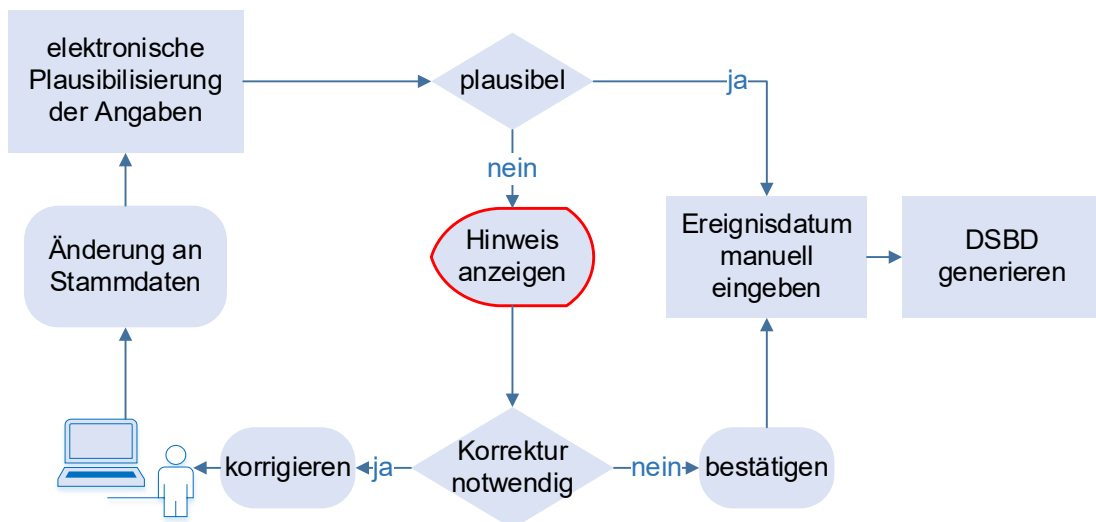 elektronische
Plausibilisierung
der Angaben
plausibel
ja
nein
Änderung an
Stammdaten
Hinweis
anzeigen
Ereignisdatum
manuell
eingeben
DSBD
generieren
korrigieren
ja
Korrektur
notwendig
nein
bestätigen